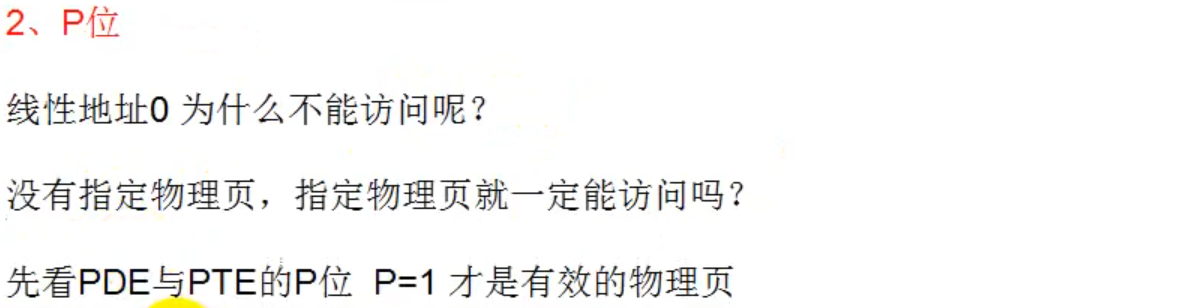 2、P位
线性地址0 为什么不能访问呢？
没有指定物理页，指定物理页就一定能访问吗？
先看PDE与PTE的P位  P=1 才是有效的物理页